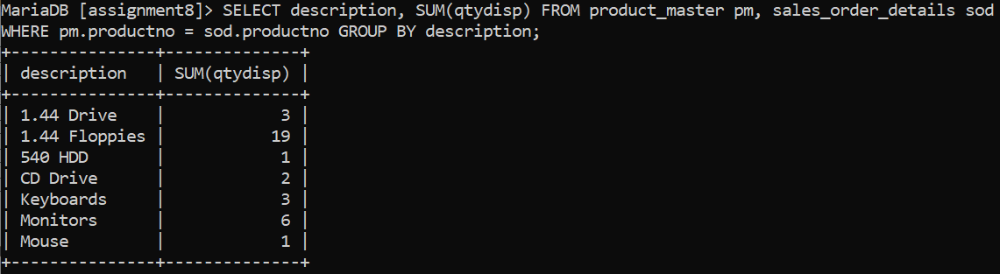 MariaDB [assignment8]> SELECT description, SUM(qtydisp) FROM product_master pm, sales_order_details sod
WHERE pm.productno = sod.productno GROUP BY description;
+---------------+--------------+
| description   | SUM(qtydisp) |
+---------------+--------------+
| 1.44 Drive    |            3 |
| 1.44 Floppies |           19 |
| 540 HDD       |            1 |
| CD Drive      |            2 |
| Keyboards     |            3 |
| Monitors      |            6 |
| Mouse         |            1 |
+---------------+--------------+